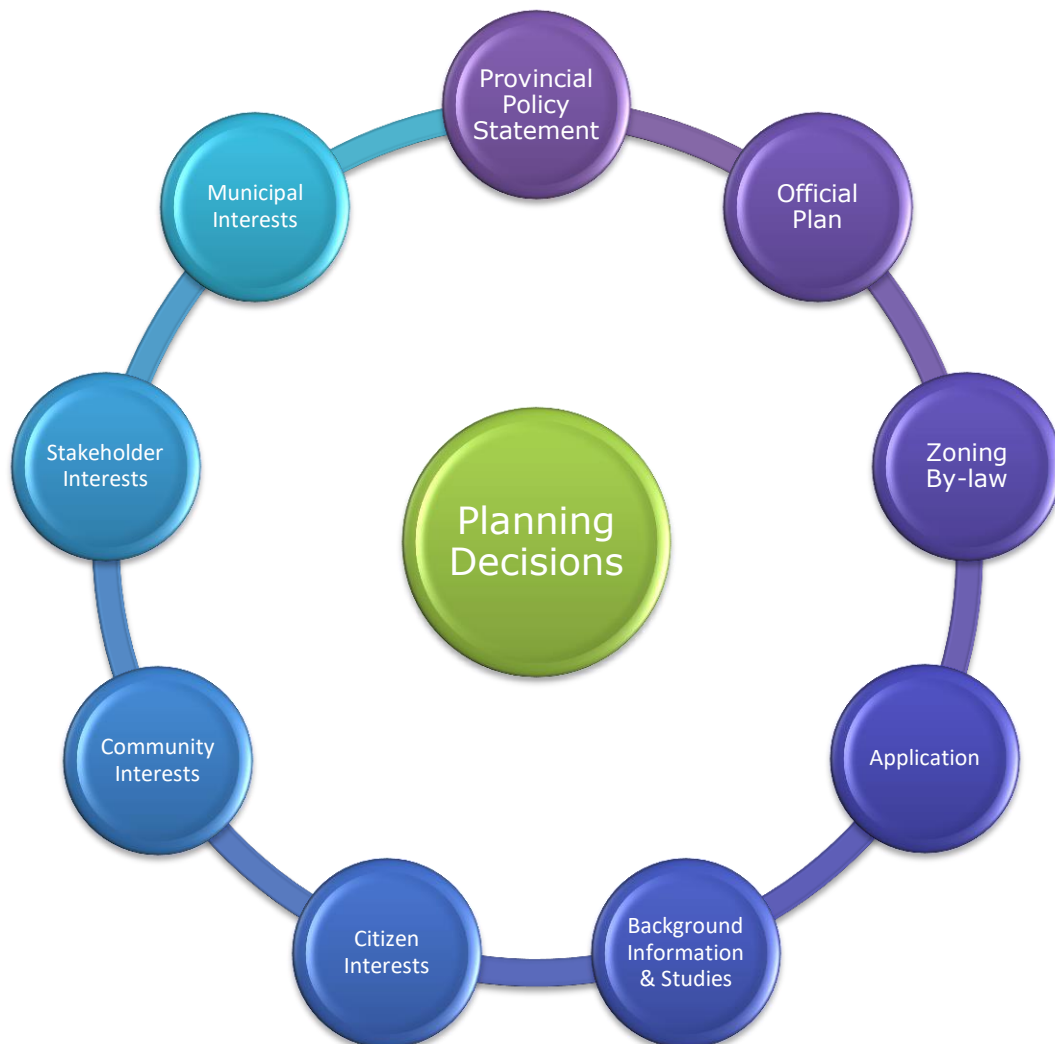 Provincial
Policy
Statement
Official
Plan
Zoning
By-law
Application
Background
Information
& Studies
Citizen
Interests
Community
Interests
Stakeholder
Interests
Municipal
Interests
Planning
Decisions